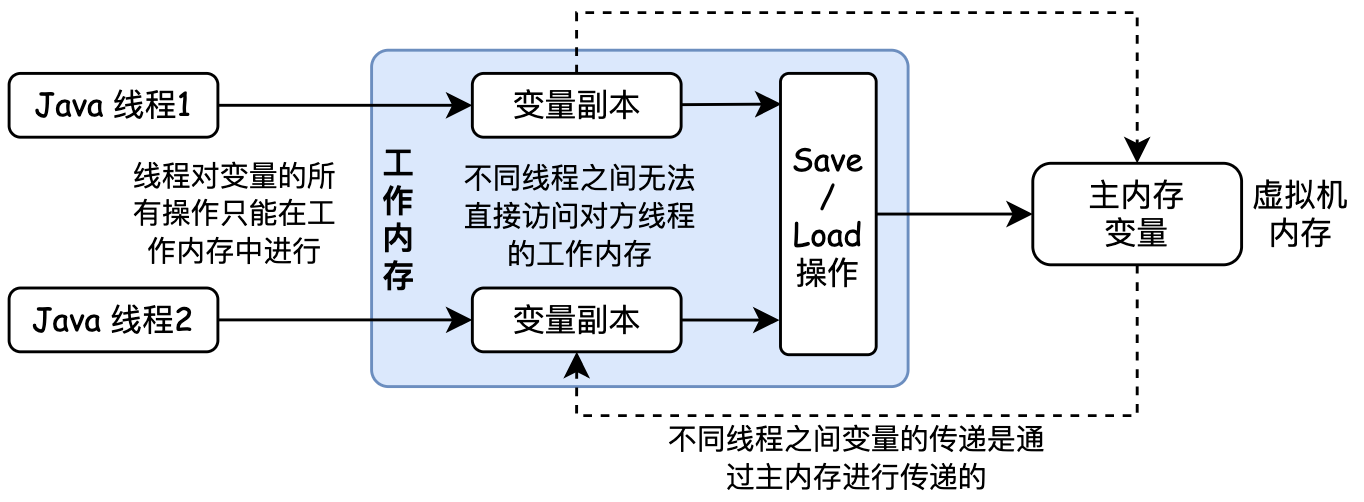 Java 线程1
变量副本
线程对变量的所
有操作只能在工
作内存中进行
工
作
内
存
不同线程之间无法
直接访问对方线程
的工作内存
Save
/
Load
操作
主内存
变量
虚拟机
内存
Java 线程2
变量副本
不同线程之间变量的传递是通
过主内存进行传递的